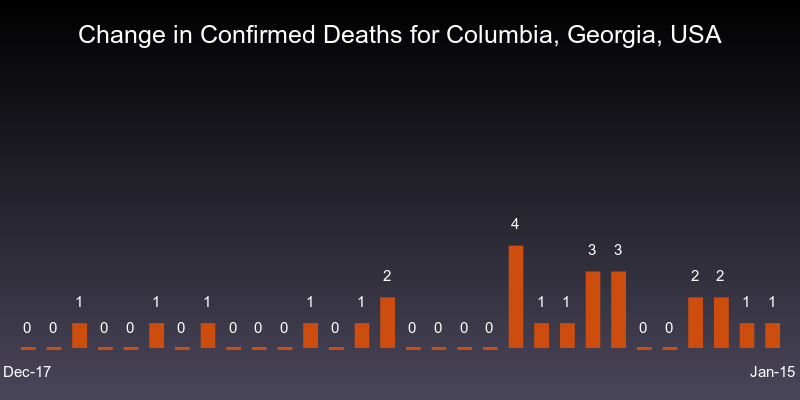 Change in Confirmed Deaths for Columbia, Georgia, USA
4
3 3
2 2 2
1 1 1 1 1 1 1 1 1
0 0 0 0 0 0 0 0 0 0 0 0 0 0 0
Dec-17 Jan-15